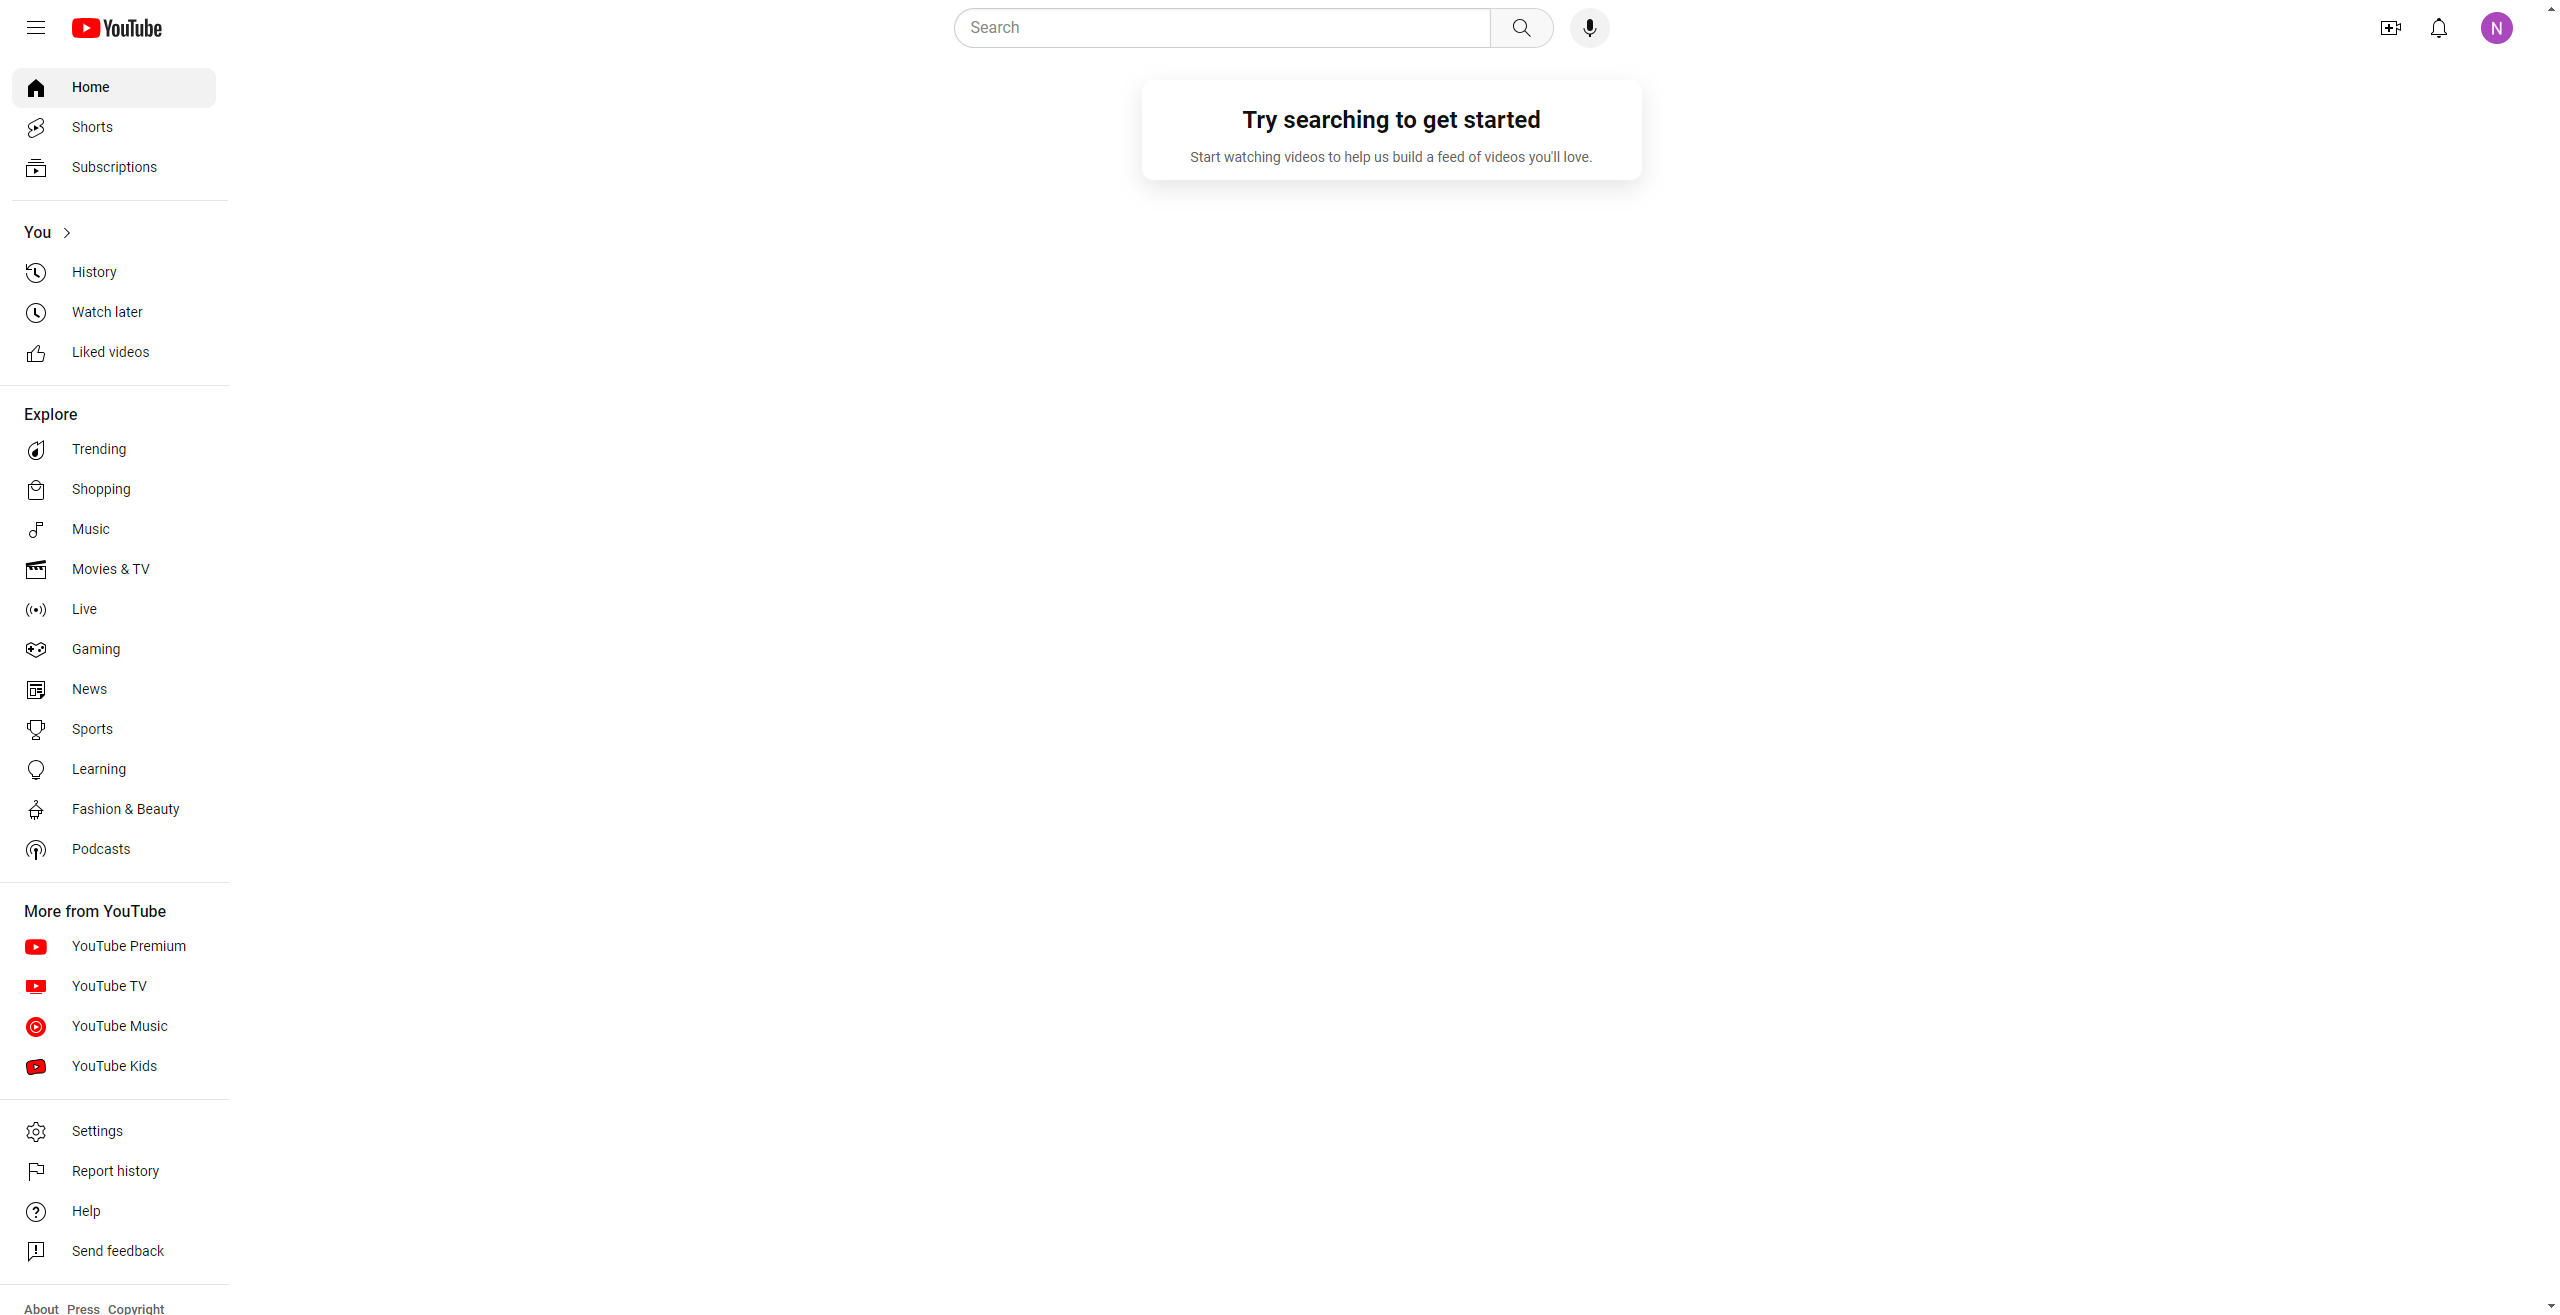 YouTube
Search
N
Home
Shorts
Subscriptions
You
History
Watch later
Liked videos
Explore
Trending
Shopping
Music
Movies & TV
Live
Gaming
News
Sports
Learning
Fashion & Beauty
Podcasts
More from YouTube
YouTube Premium
YouTube TV
YouTube Music
YouTube Kids
Settings
Report history
Help
Send feedback
About Press Copyright
Try searching to get started
Start watching videos to help us build a feed of videos you'll love.